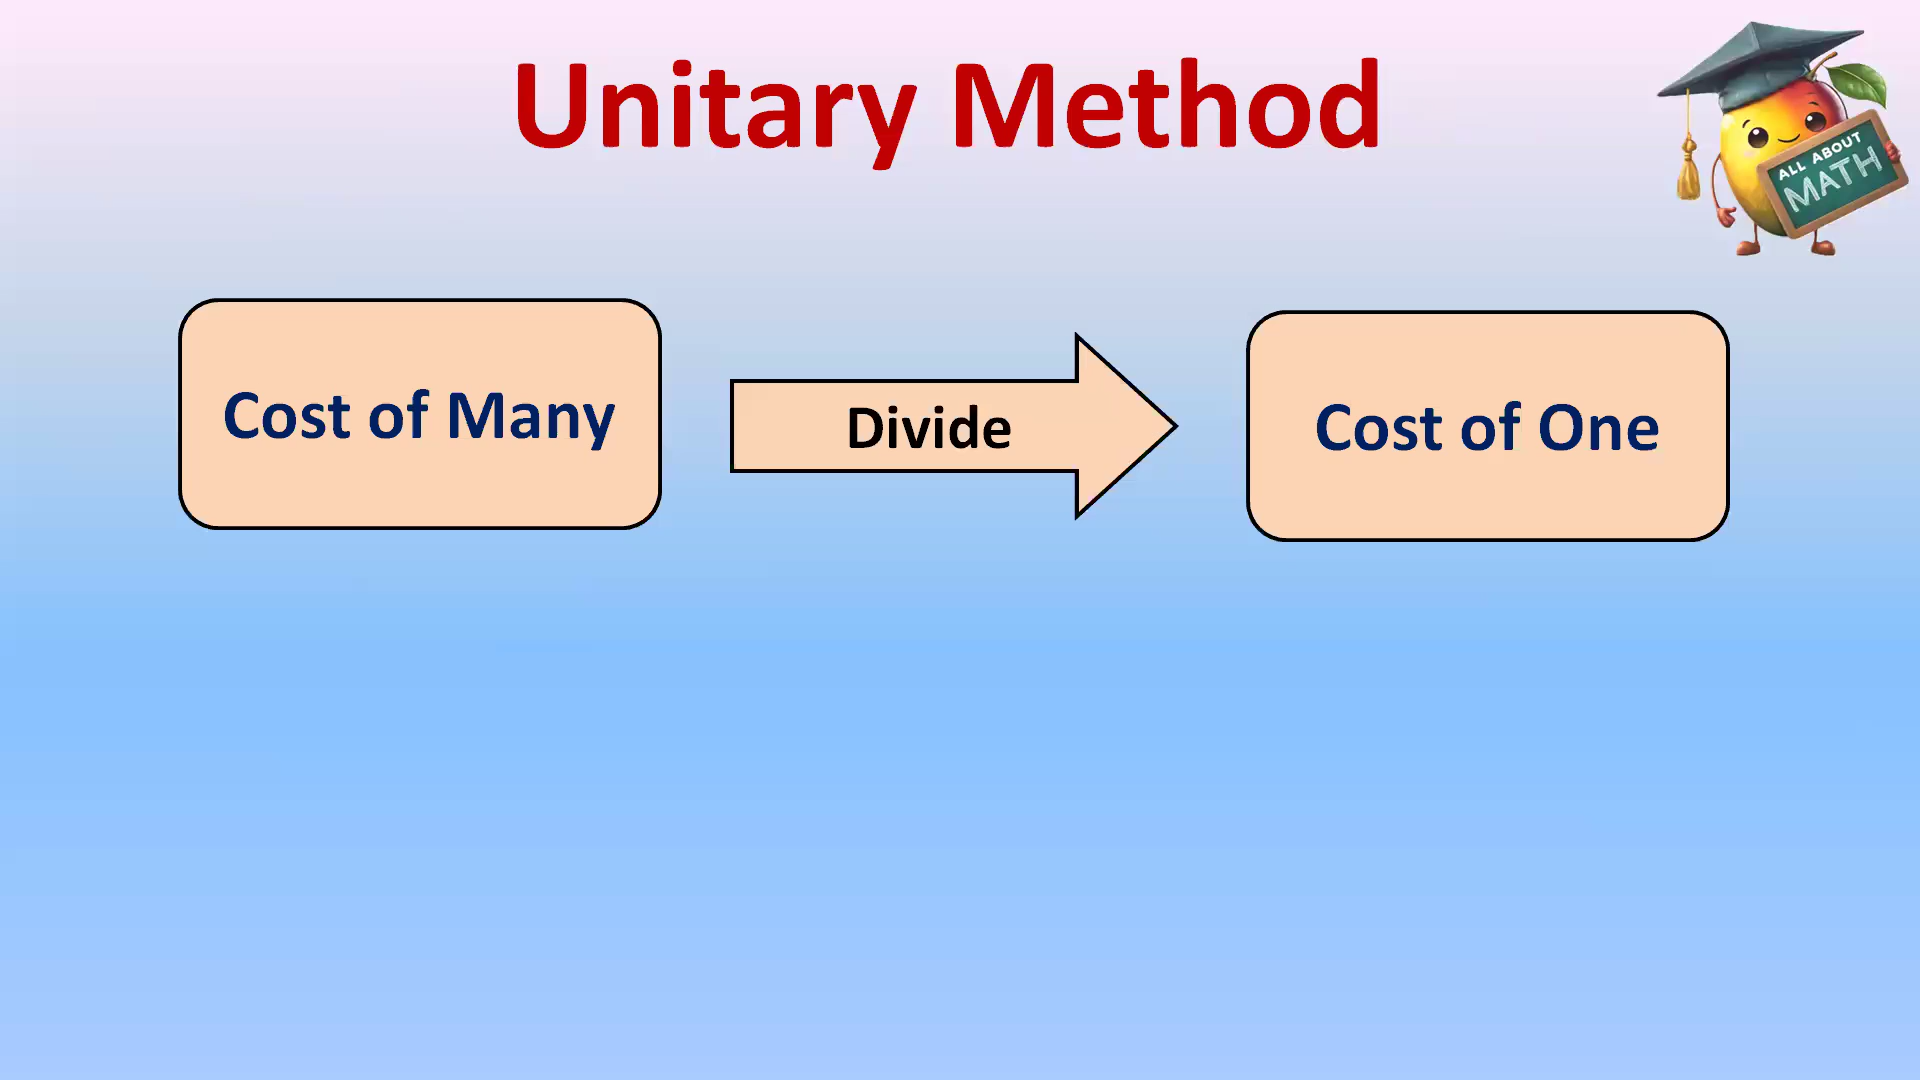 Unitary Method
ALL ABOUT
MATH
Cost of Many
Divide
Cost of One